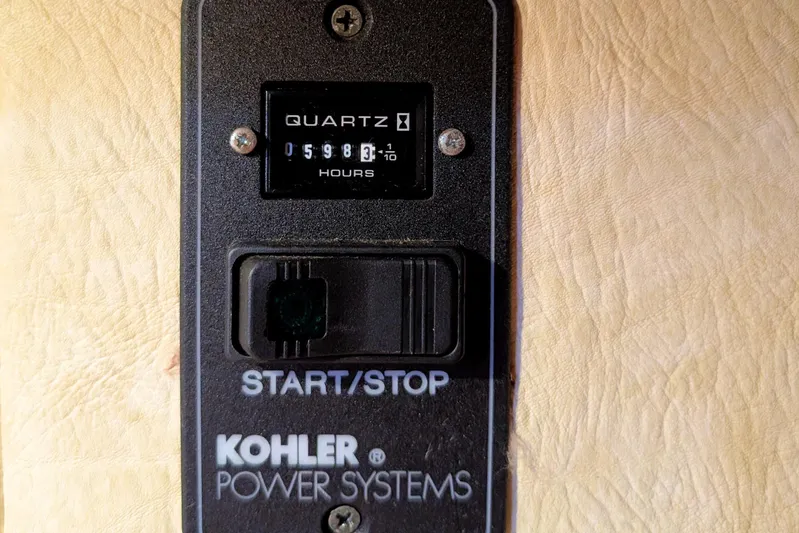 QUARTZ
05983 1/10
HOURS
START/STOP
KOHLER®
POWER SYSTEMS